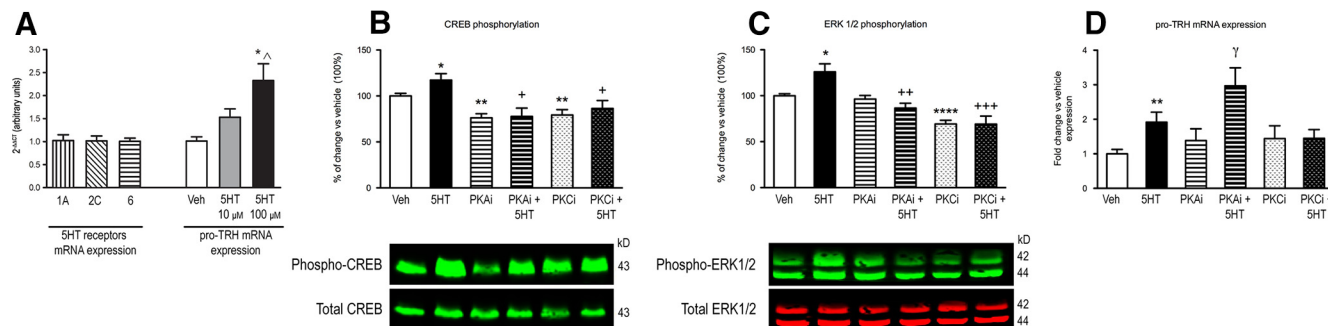 A
2-ΔΔCT (arbitrary units)
3.0
2.5
2.0
1.5
1.0
0.5
0.0
* ^
1A 2C 6 Veh 5HT 5HT
10 μM 100 μM
5HT receptors pro-TRH mRNA
mRNA expression expression
B
CREB phosphorylation
% of change vs vehicle (100%)
150
100
50
0
* ** + ** +
Veh 5HT PKAi PKAi + PKCi PKCi +
5HT 5HT
kD
Phospho-CREB 43
Total CREB 43
C
ERK 1/2 phosphorylation
% of change vs vehicle (100%)
150
100
50
0
* ++ **** +++
Veh 5HT PKAi PKAi + PKCi PKCi +
5HT 5HT
kD
Phospho-ERK1/2 42
44
Total ERK1/2 42
44
D
pro-TRH mRNA expression
Fold change vs vehicle
expression
4
3
2
1
0
** γ
Veh 5HT PKAi PKAi + PKCi PKCi +
5HT 5HT